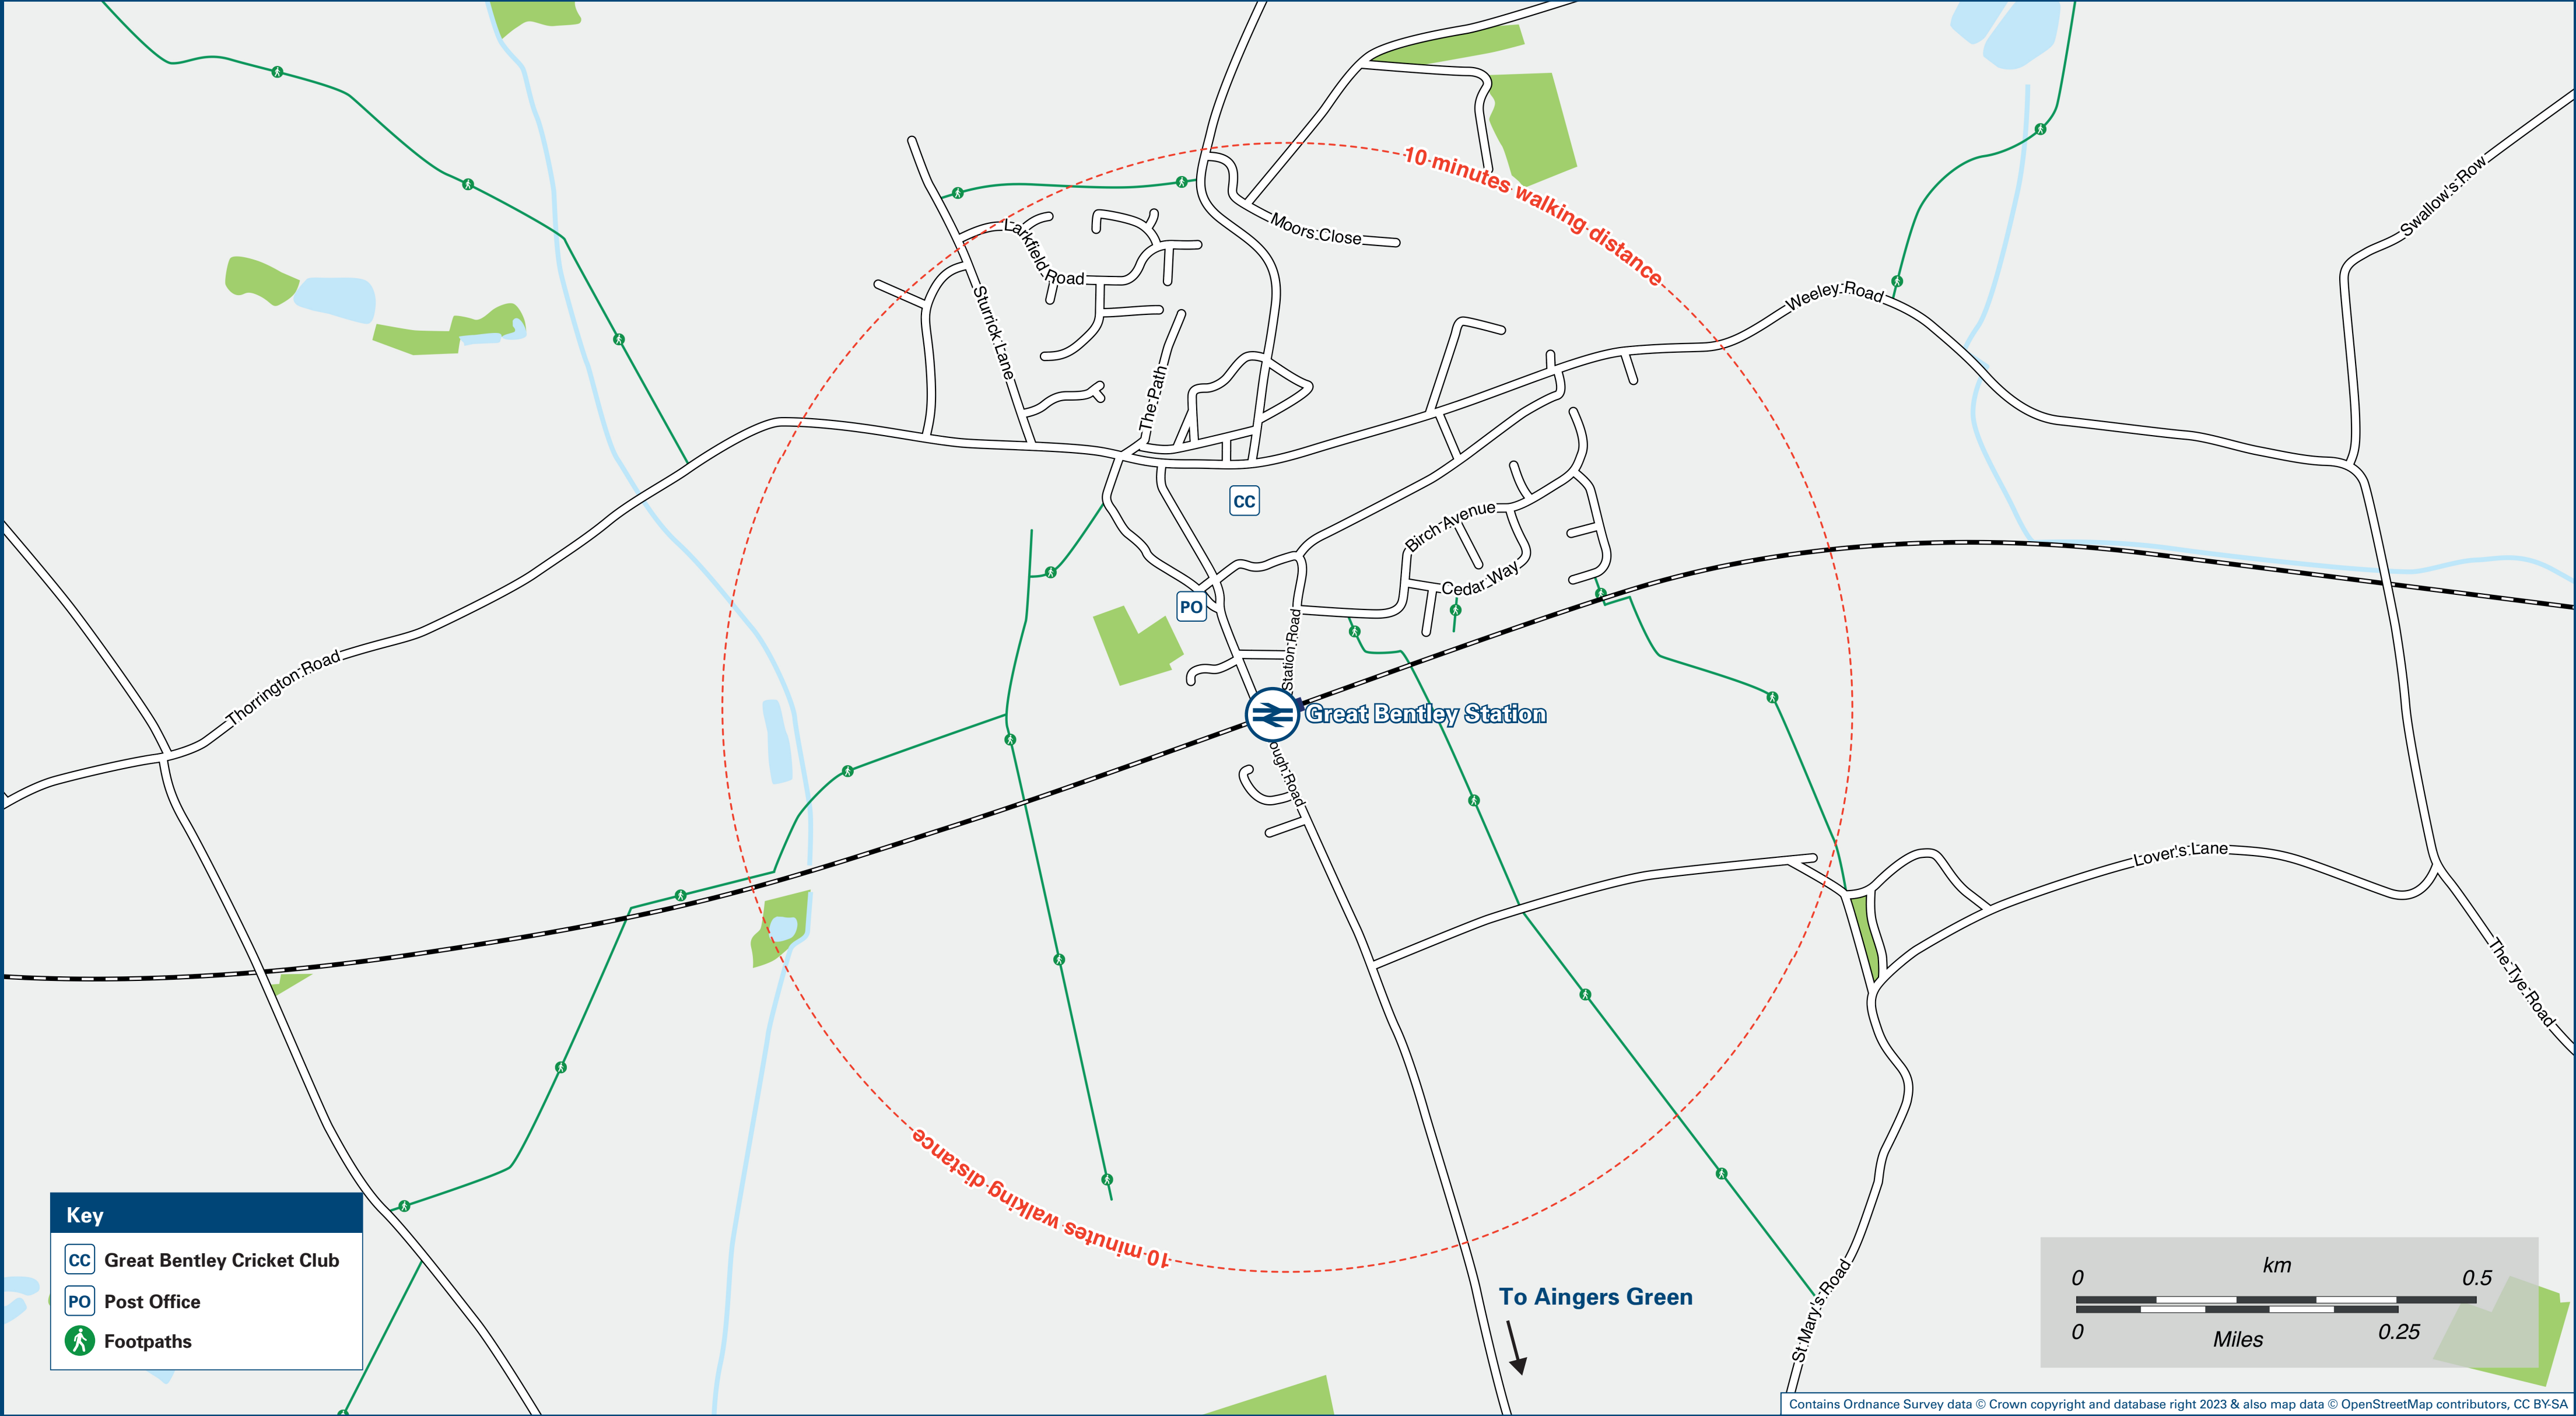 10 minutes walking distance
Moors Close
Swallow's Row
Larkfield Road
Sturrick Lane
Weeley Road
The Path
CC
Birch Avenue
Cedar Way
PO
Station Road
Thorrington Road
Great Bentley Station
ough Road
Lover's Lane
The Tye Road
10 minutes walking distance
To Aingers Green
St Mary's Road
Key
CC Great Bentley Cricket Club
PO Post Office
Footpaths
km
0 0.5
0 0.25
Miles
Contains Ordnance Survey data © Crown copyright and database right 2023 & also map data © OpenStreetMap contributors, CC BY-SA